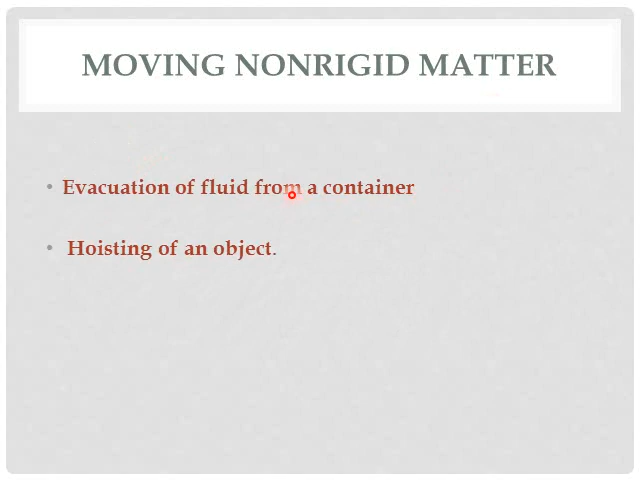 MOVING NONRIGID MATTER
• Evacuation of fluid from a container
• Hoisting of an object.